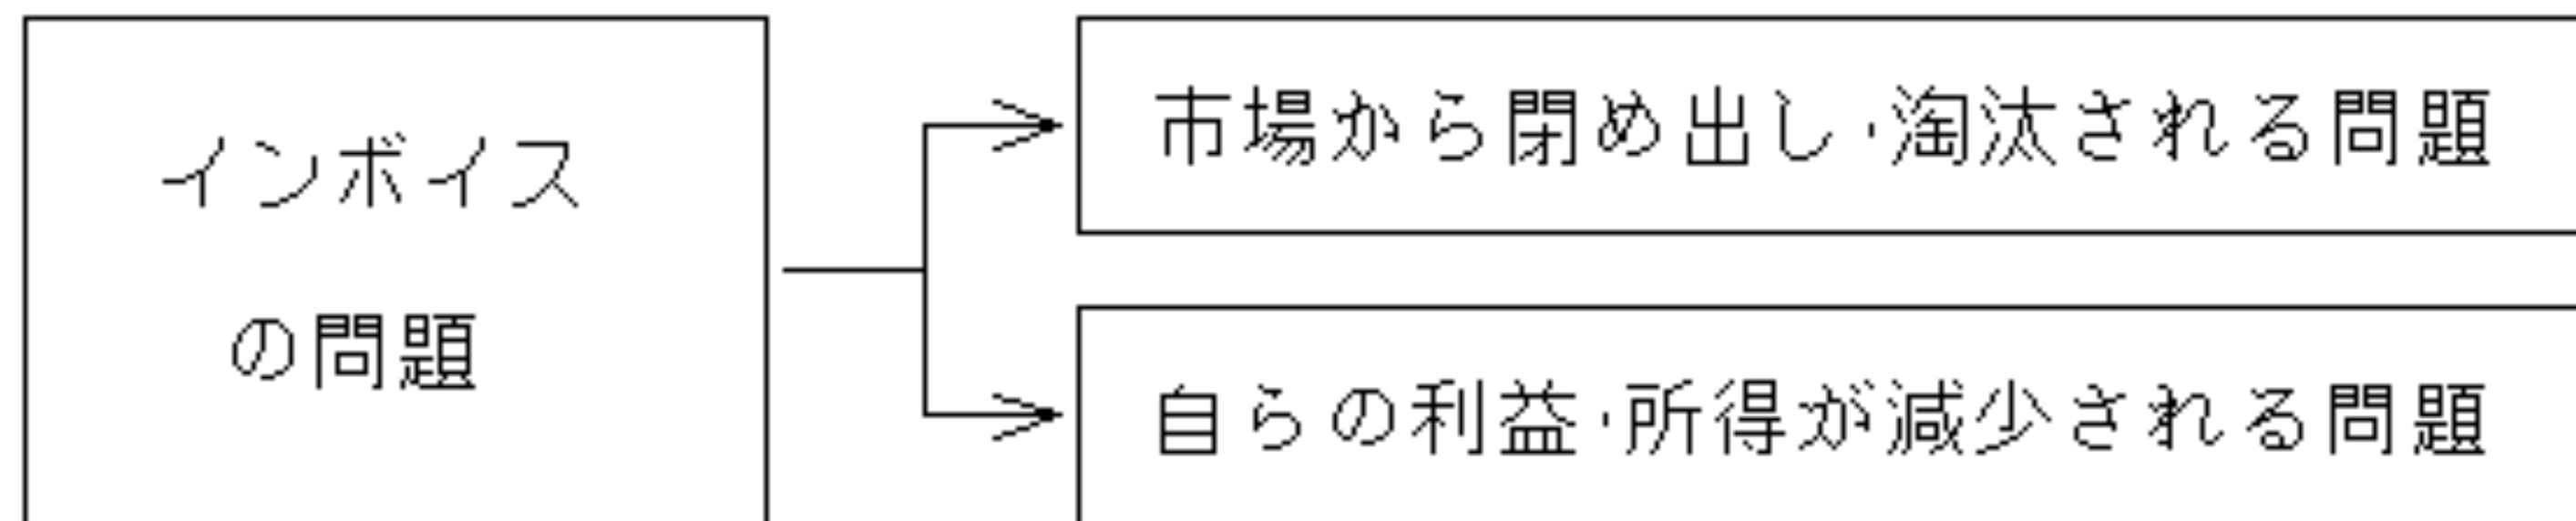 インボイス
の問題
市場から閉め出し・淘汰される問題
自らの利益・所得が減少される問題